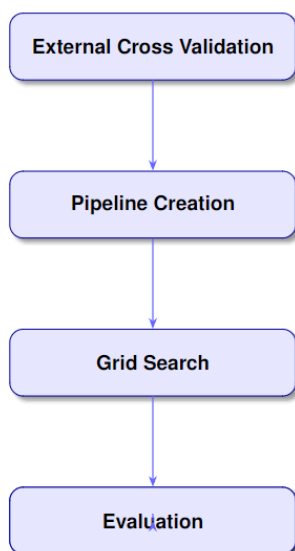 External Cross Validation
Pipeline Creation
Grid Search
Evaluation